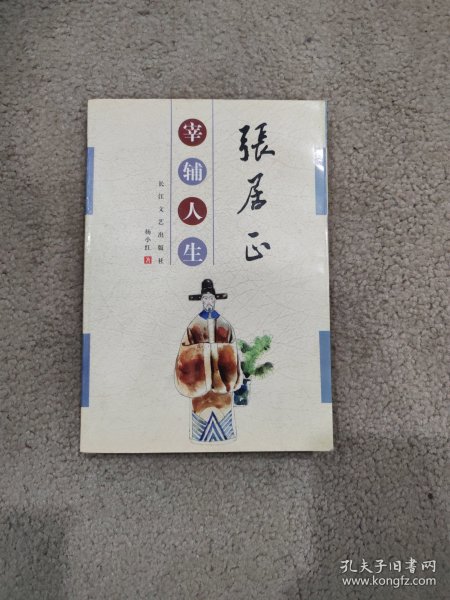 張居正
宰辅人生
长江文艺出版社
杨小红 著
孔夫子旧书网
www.kongfz.com